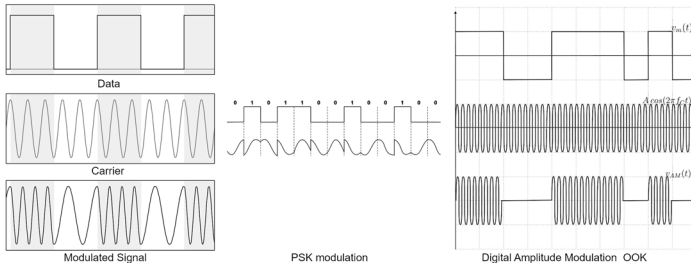 Data
Carrier
Modulated Signal
0 1 0 1 1 0 0 1 0 0 1 0 0
PSK modulation
v_m(t)
A cos(2π f_C t)
v_AM(t)
Digital Amplitude Modulation OOK